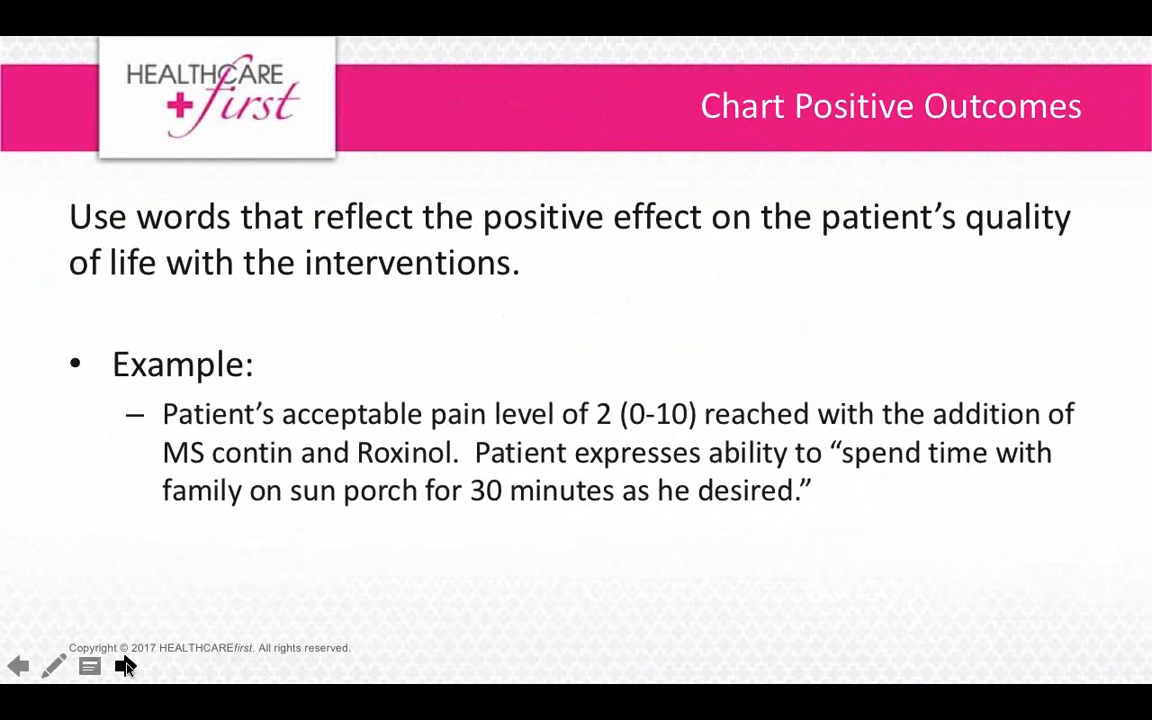 HEALTHCARE
first
Chart Positive Outcomes
Use words that reflect the positive effect on the patient’s quality
of life with the interventions.
• Example:
– Patient’s acceptable pain level of 2 (0-10) reached with the addition of
MS contin and Roxinol.  Patient expresses ability to “spend time with
family on sun porch for 30 minutes as he desired.”
Copyright © 2017 HEALTHCAREfirst. All rights reserved.